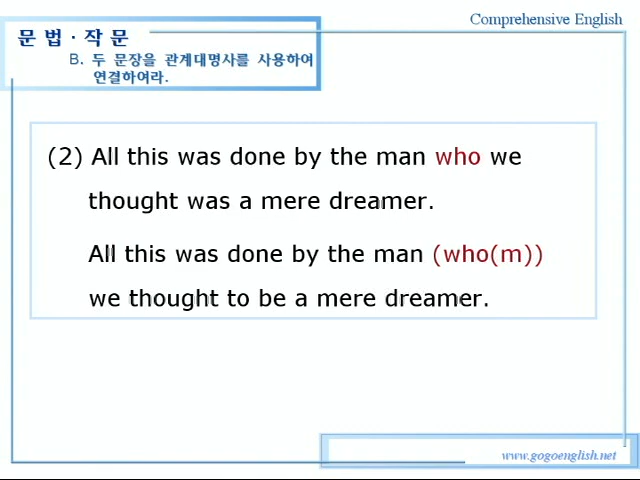 Comprehensive English
문 법 · 작 문
B. 두 문장을 관계대명사를 사용하여
연결하여라.
(2) All this was done by the man who we
thought was a mere dreamer.
All this was done by the man (who(m))
we thought to be a mere dreamer.
www.gogoenglish.net